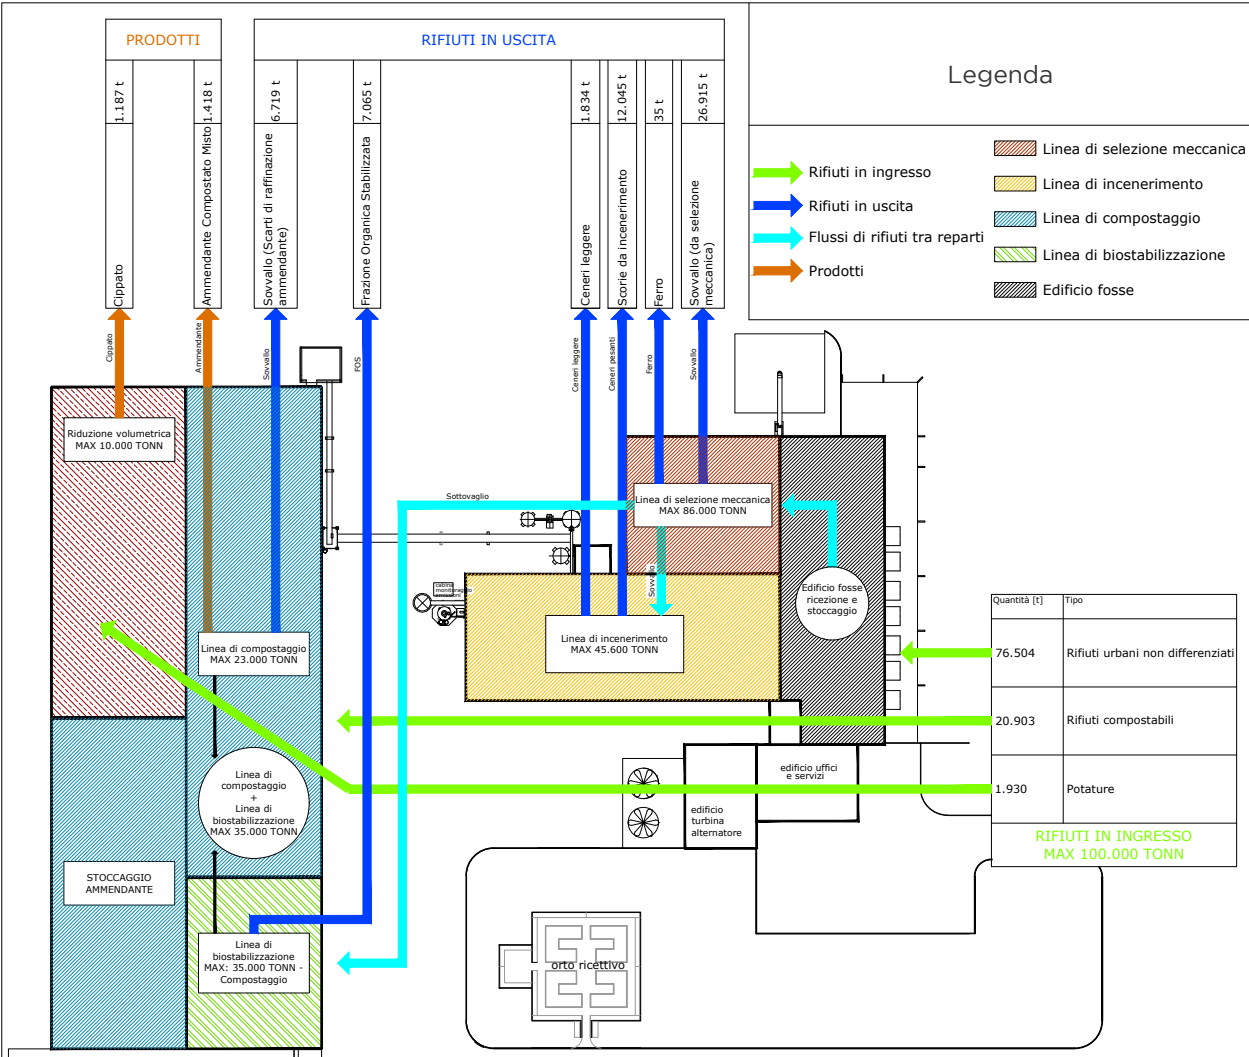 PRODOTTI
RIFIUTI IN USCITA
1.187 t
1.418 t
6.719 t
7.065 t
1.834 t
12.045 t
35 t
26.915 t
Cippato
Ammendante Compostato Misto
Sovvallo (Scarti di raffinazione
ammendante)
Frazione Organica Stabilizzata
Ceneri leggere
Scorie da incenerimento
Ferro
Sovvallo (da selezione
meccanica)
Legenda
Rifiuti in ingresso
Rifiuti in uscita
Flussi di rifiuti tra reparti
Prodotti
Linea di selezione meccanica
Linea di incenerimento
Linea di compostaggio
Linea di biostabilizzazione
Edificio fosse
Cippato
Ammendante
Sovvallo
FOS
Ceneri leggere
Ceneri pesanti
Ferro
Sovvallo
Riduzione volumetrica
MAX 10.000 TONN
Sottovaglio
Linea di selezione meccanica
MAX 86.000 TONN
Sovvallo
cabina
monitoraggio
emissioni
Edificio fosse
ricezione e
stoccaggio
Linea di incenerimento
MAX 45.600 TONN
Linea di compostaggio
MAX 23.000 TONN
Quantità [t]
Tipo
76.504
Rifiuti urbani non differenziati
20.903
Rifiuti compostabili
1.930
Potature
RIFIUTI IN INGRESSO
MAX 100.000 TONN
Linea di
compostaggio
+
Linea di
biostabilizzazione
MAX 35.000 TONN
edificio uffici
e servizi
edificio
turbina
alternatore
STOCCAGGIO
AMMENDANTE
Linea di
biostabilizzazione
MAX: 35.000 TONN -
Compostaggio
orto ricettivo